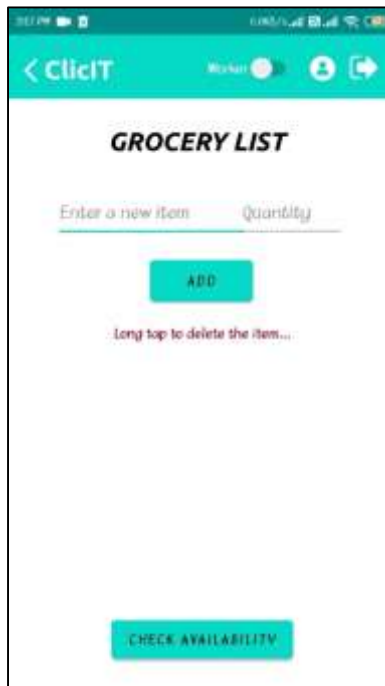 ClicIT
Worker
GROCERY LIST
Enter a new item Quantity
ADD
Long tap to delete the item...
CHECK AVAILABILITY